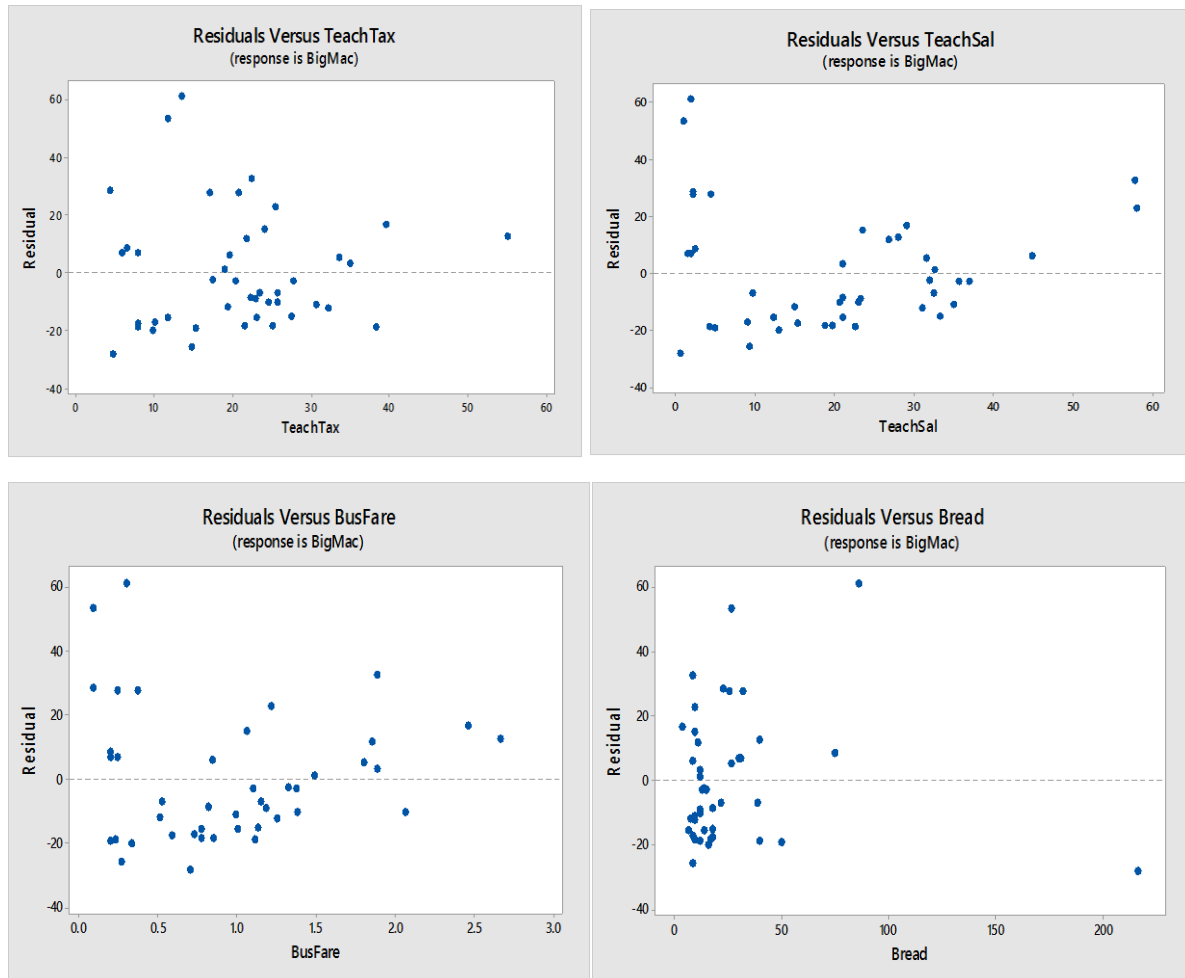 Residuals Versus TeachTax
(response is BigMac)
60
40
20
0
-20
-40
Residual
0 10 20 30 40 50 60
TeachTax
Residuals Versus TeachSal
(response is BigMac)
60
40
20
0
-20
-40
Residual
0 10 20 30 40 50 60
TeachSal
Residuals Versus BusFare
(response is BigMac)
60
40
20
0
-20
-40
Residual
0.0 0.5 1.0 1.5 2.0 2.5 3.0
BusFare
Residuals Versus Bread
(response is BigMac)
60
40
20
0
-20
-40
Residual
0 50 100 150 200
Bread